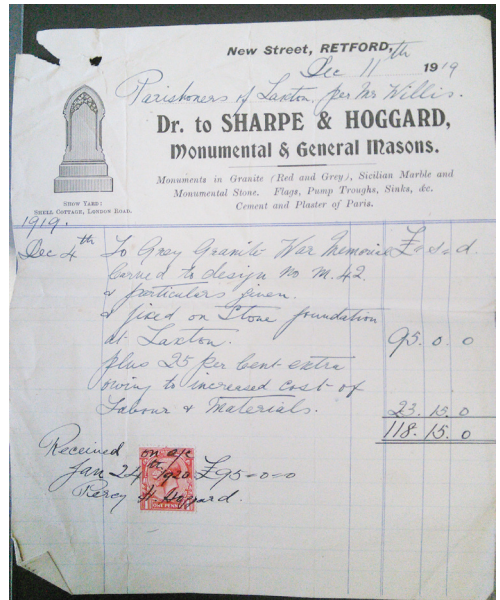 New Street, RETFORD,
Dec 11th 1919
Parishoners of Laxton, per Mr Willis.
Dr. to SHARPE & HOGGARD,
Monumental & General Masons.
Monuments in Granite (Red and Grey), Sicilian Marble and
Monumental Stone. Flags, Pump Troughs, Sinks, &c.
Cement and Plaster of Paris.
SHOW YARD:
SHELL COTTAGE, LONDON ROAD.
1919.
Dec 4th To Grey Granite War Memorial £ s d.
carved to design No M. 42
& particulars given.
& fixed on Stone foundation
at Laxton. 95. 0. 0
plus 25 per cent extra
owing to increased cost of
Labour & Materials. 23. 15. 0
118. 15. 0
Received on a/c
Jan 24th 1920 £95-0-0
Percy H. Hoggard.
ONE PENNY